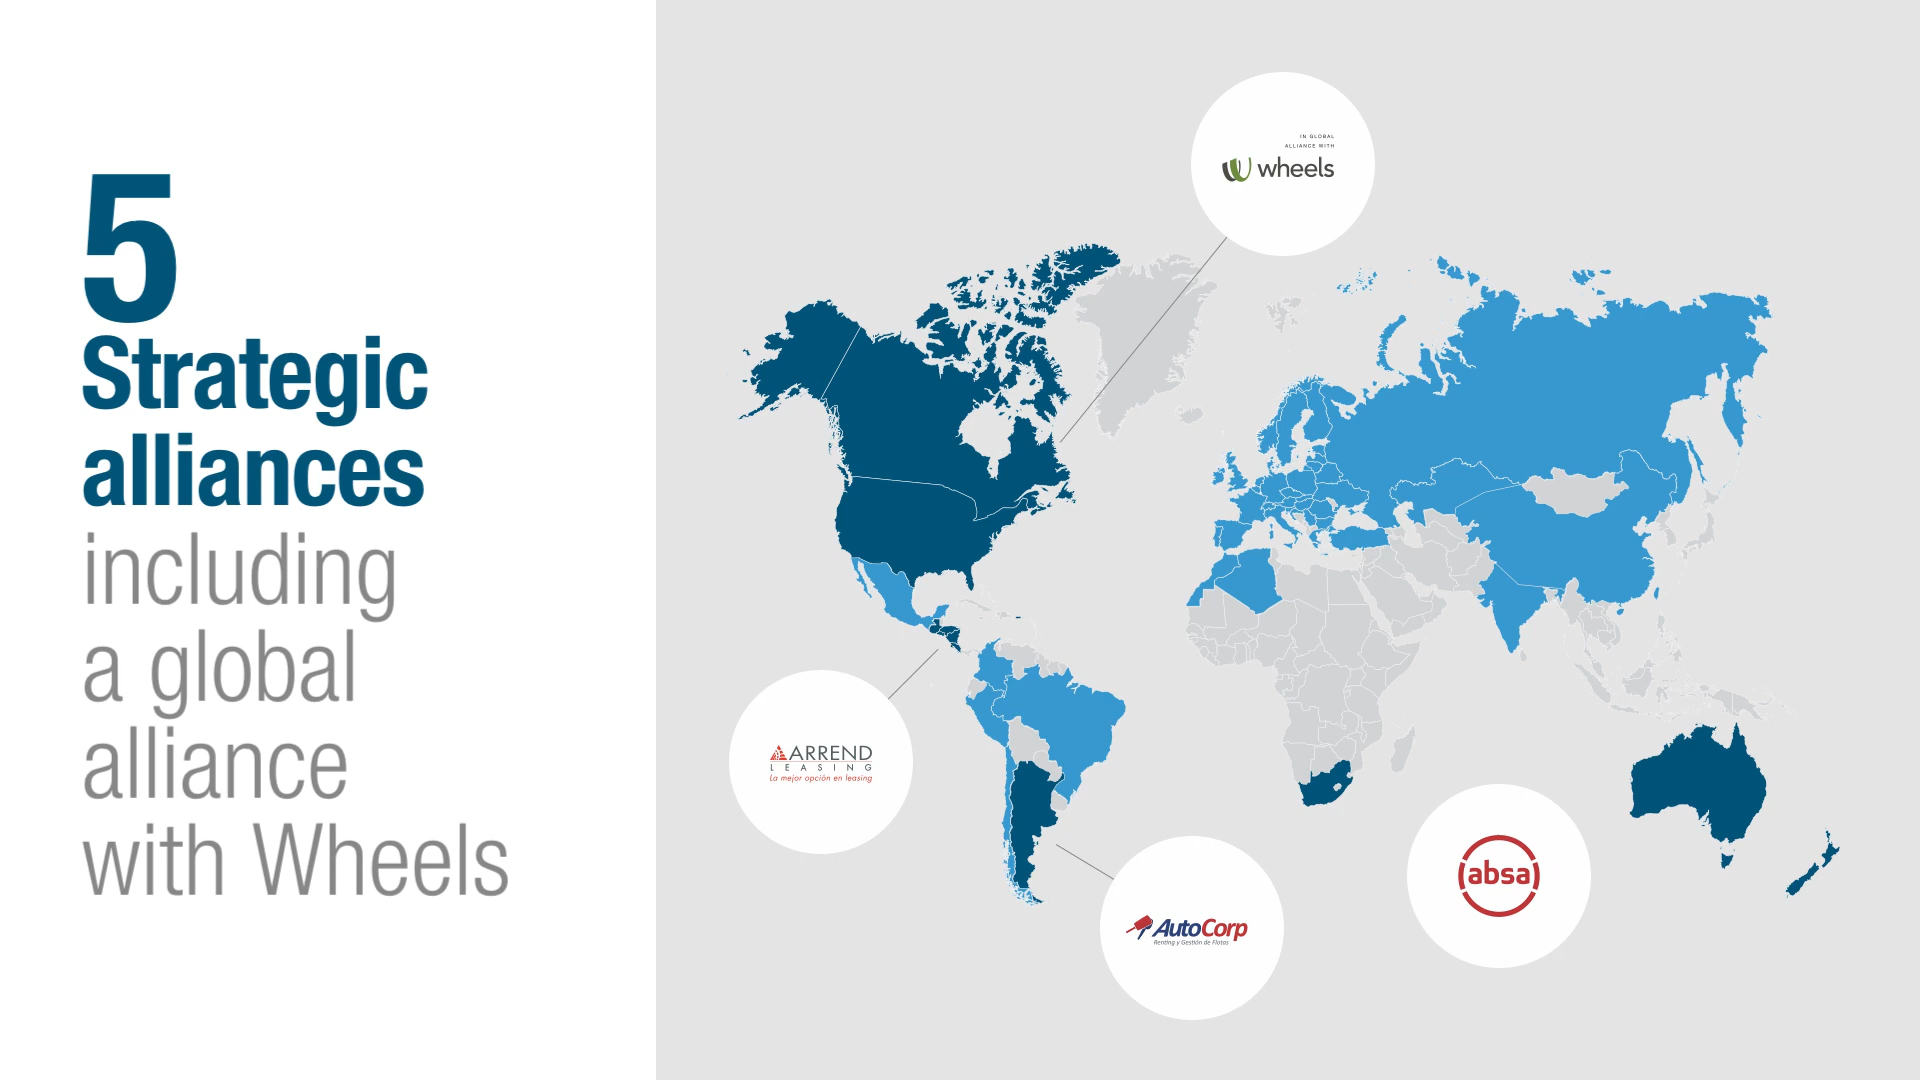 5
Strategic
alliances
including
a global
alliance
with Wheels
IN GLOBAL
ALLIANCE WITH
wheels
ARREND
LEASING
La mejor opción en leasing
AutoCorp
Renting y Gestión de Flotas
absa